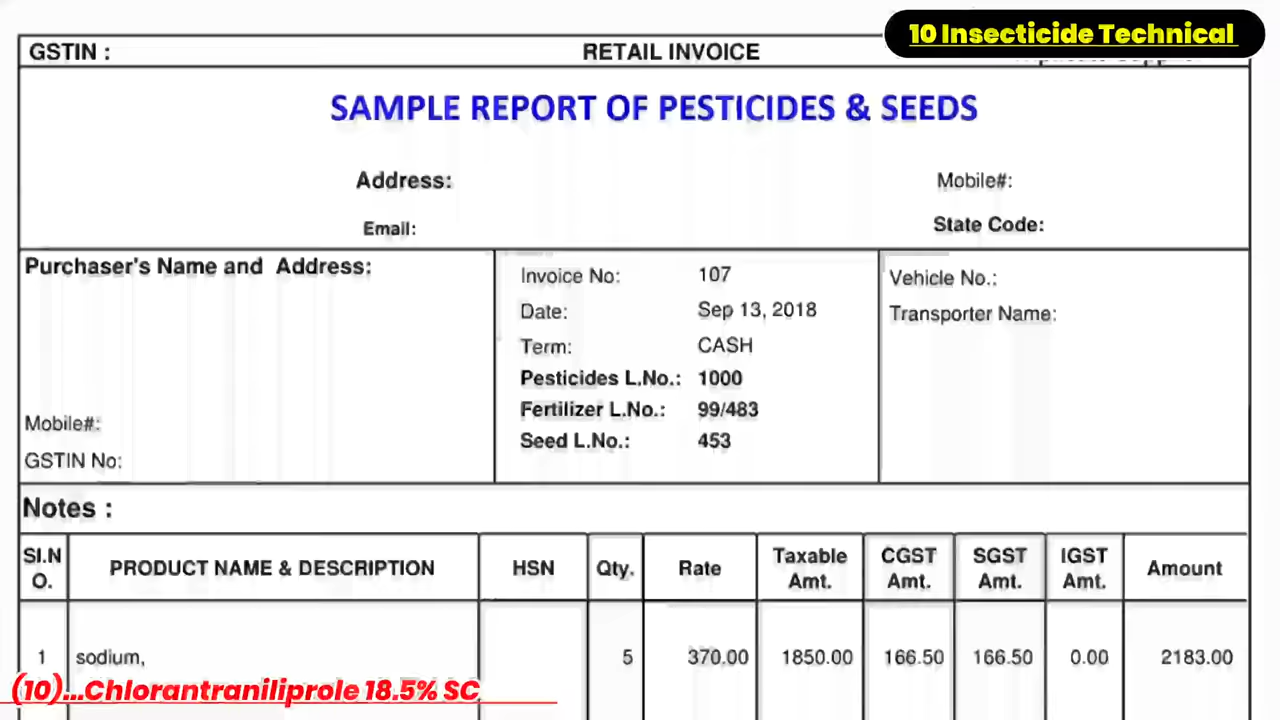 10 Insecticide Technical
GSTIN :
RETAIL INVOICE
SAMPLE REPORT OF PESTICIDES & SEEDS
Address:
Mobile#:
Email:
State Code:
Purchaser's Name and Address:
Mobile#:
GSTIN No:
Invoice No: 107
Date: Sep 13, 2018
Term: CASH
Pesticides L.No.: 1000
Fertilizer L.No.: 99/483
Seed L.No.: 453
Vehicle No.:
Transporter Name:
Notes :
SI.N O. PRODUCT NAME & DESCRIPTION HSN Qty. Rate Taxable Amt. CGST Amt. SGST Amt. IGST Amt. Amount
1 sodium, 5 370.00 1850.00 166.50 166.50 0.00 2183.00
(10)...Chlorantraniliprole 18.5% SC